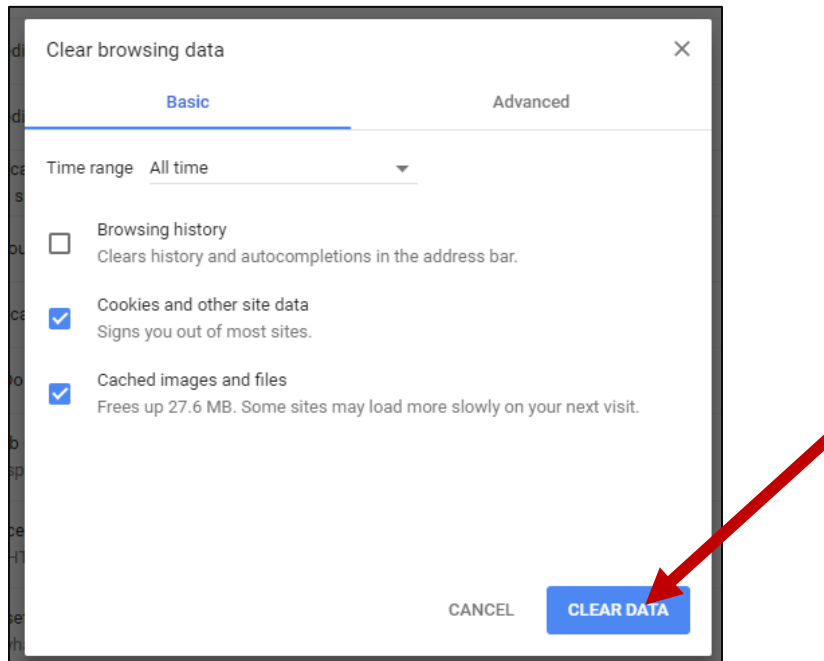 Clear browsing data
Basic
Advanced
Time range All time
Browsing history
Clears history and autocompletions in the address bar.
Cookies and other site data
Signs you out of most sites.
Cached images and files
Frees up 27.6 MB. Some sites may load more slowly on your next visit.
CANCEL
CLEAR DATA